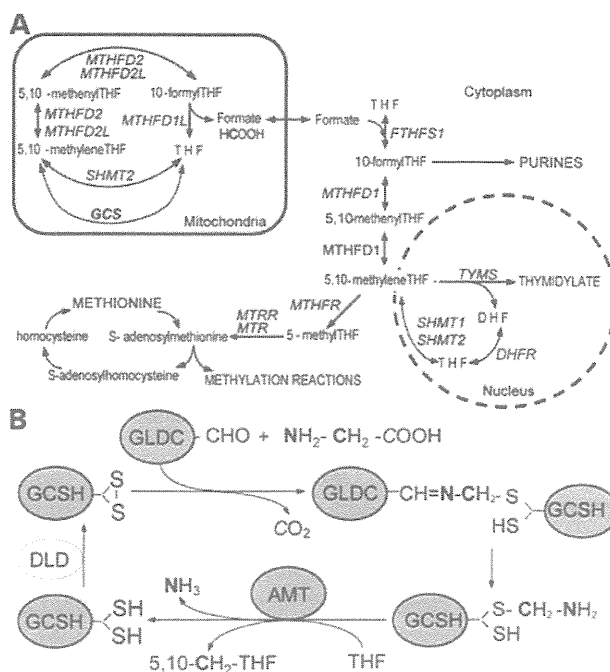 A
MTHFD2
MTHFD2L
5,10 -methenylTHF
10-formylTHF
MTHFD2
MTHFD2L
MTHFD1L
Formate
HCOOH
5,10 -methyleneTHF
THF
SHMT2
GCS
Mitochondria
Cytoplasm
THF
Formate
FTHFS1
10-formylTHF
PURINES
MTHFD1
5,10-methenylTHF
MTHFD1
5,10-methyleneTHF
TYMS
THYMIDYLATE
DHF
SHMT1
SHMT2
THF
DHFR
Nucleus
MTHFR
5 -methylTHF
MTRR
MTR
METHIONINE
homocysteine
S-adenosylmethionine
S-adenosylhomocysteine
METHYLATION REACTIONS
B
GLDC CHO + NH2-CH2-COOH
GCSH S
S
CO2
GLDC CH=N-CH2-S
HS
GCSH
DLD
NH3
AMT
GCSH SH
SH
GCSH S-CH2-NH2
SH
5,10-CH2-THF
THF